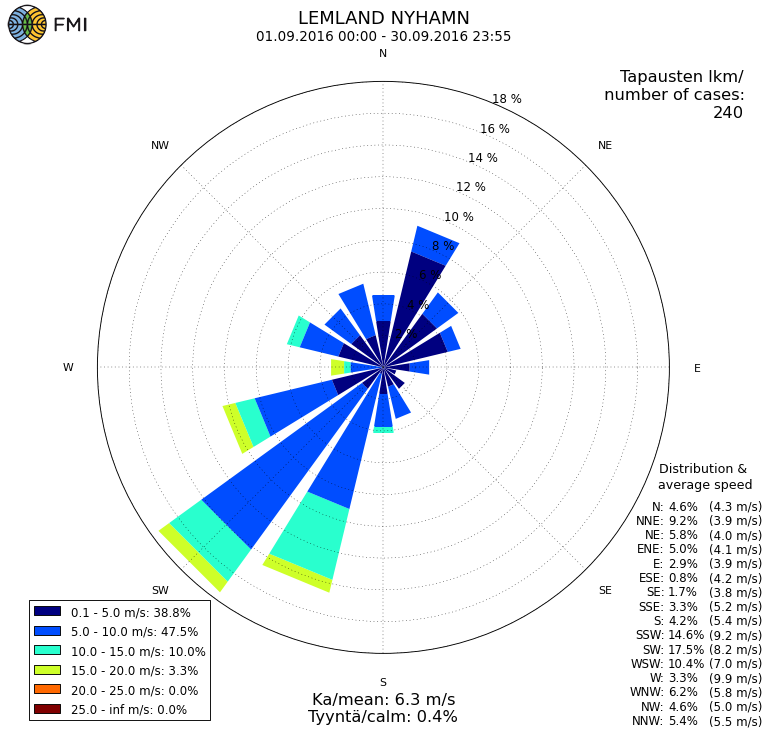 FMI
LEMLAND NYHAMN
01.09.2016 00:00 - 30.09.2016 23:55
Tapausten lkm/
number of cases:
240
N
NE
E
SE
S
SW
W
NW
18 %
16 %
14 %
12 %
10 %
8 %
6 %
4 %
2 %
Distribution &
average speed
N: 4.6% (4.3 m/s)
NNE: 9.2% (3.9 m/s)
NE: 5.8% (4.0 m/s)
ENE: 5.0% (4.1 m/s)
E: 2.9% (3.9 m/s)
ESE: 0.8% (4.2 m/s)
SE: 1.7% (3.8 m/s)
SSE: 3.3% (5.2 m/s)
S: 4.2% (5.4 m/s)
SSW: 14.6% (9.2 m/s)
SW: 17.5% (8.2 m/s)
WSW: 10.4% (7.0 m/s)
W: 3.3% (9.9 m/s)
WNW: 6.2% (5.8 m/s)
NW: 4.6% (5.0 m/s)
NNW: 5.4% (5.5 m/s)
0.1 - 5.0 m/s: 38.8%
5.0 - 10.0 m/s: 47.5%
10.0 - 15.0 m/s: 10.0%
15.0 - 20.0 m/s: 3.3%
20.0 - 25.0 m/s: 0.0%
25.0 - inf m/s: 0.0%
Ka/mean: 6.3 m/s
Tyyntä/calm: 0.4%